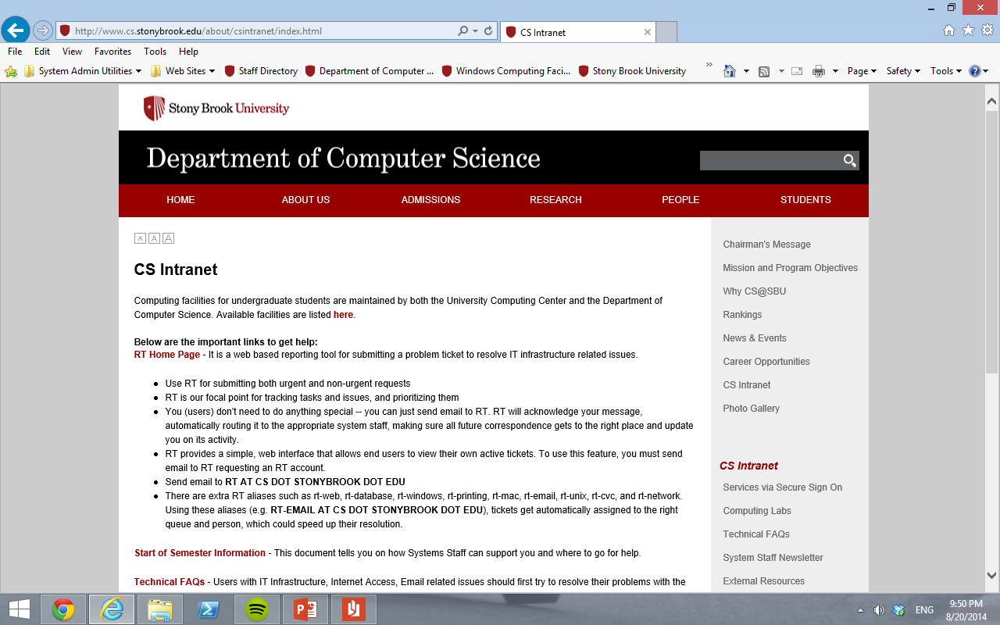 http://www.cs.stonybrook.edu/about/csintranet/index.html
CS Intranet
File Edit View Favorites Tools Help
System Admin Utilities Web Sites Staff Directory Department of Computer ... Windows Computing Faci... Stony Brook University » Page Safety Tools
Stony Brook University
Department of Computer Science
HOME ABOUT US ADMISSIONS RESEARCH PEOPLE STUDENTS
A A A
CS Intranet
Computing facilities for undergraduate students are maintained by both the University Computing Center and the Department of
Computer Science. Available facilities are listed here.
Below are the important links to get help:
RT Home Page - It is a web based reporting tool for submitting a problem ticket to resolve IT infrastructure related issues.
• Use RT for submitting both urgent and non-urgent requests
• RT is our focal point for tracking tasks and issues, and prioritizing them
• You (users) don't need to do anything special -- you can just send email to RT. RT will acknowledge your message,
automatically routing it to the appropriate system staff, making sure all future correspondence gets to the right place and update
you on its activity.
• RT provides a simple, web interface that allows end users to view their own active tickets. To use this feature, you must send
email to RT requesting an RT account.
• Send email to RT AT CS DOT STONYBROOK DOT EDU
• There are extra RT aliases such as rt-web, rt-database, rt-windows, rt-printing, rt-mac, rt-email, rt-unix, rt-cvc, and rt-network.
Using these aliases (e.g. RT-EMAIL AT CS DOT STONYBROOK DOT EDU), tickets get automatically assigned to the right
queue and person, which could speed up their resolution.
Start of Semester Information - This document tells you on how Systems Staff can support you and where to go for help.
Technical FAQs - Users with IT Infrastructure, Internet Access, Email related issues should first try to resolve their problems with the
Chairman's Message
Mission and Program Objectives
Why CS@SBU
Rankings
News & Events
Career Opportunities
CS Intranet
Photo Gallery
CS Intranet
Services via Secure Sign On
Computing Labs
Technical FAQs
System Staff Newsletter
External Resources
ENG
9:50 PM
8/20/2014